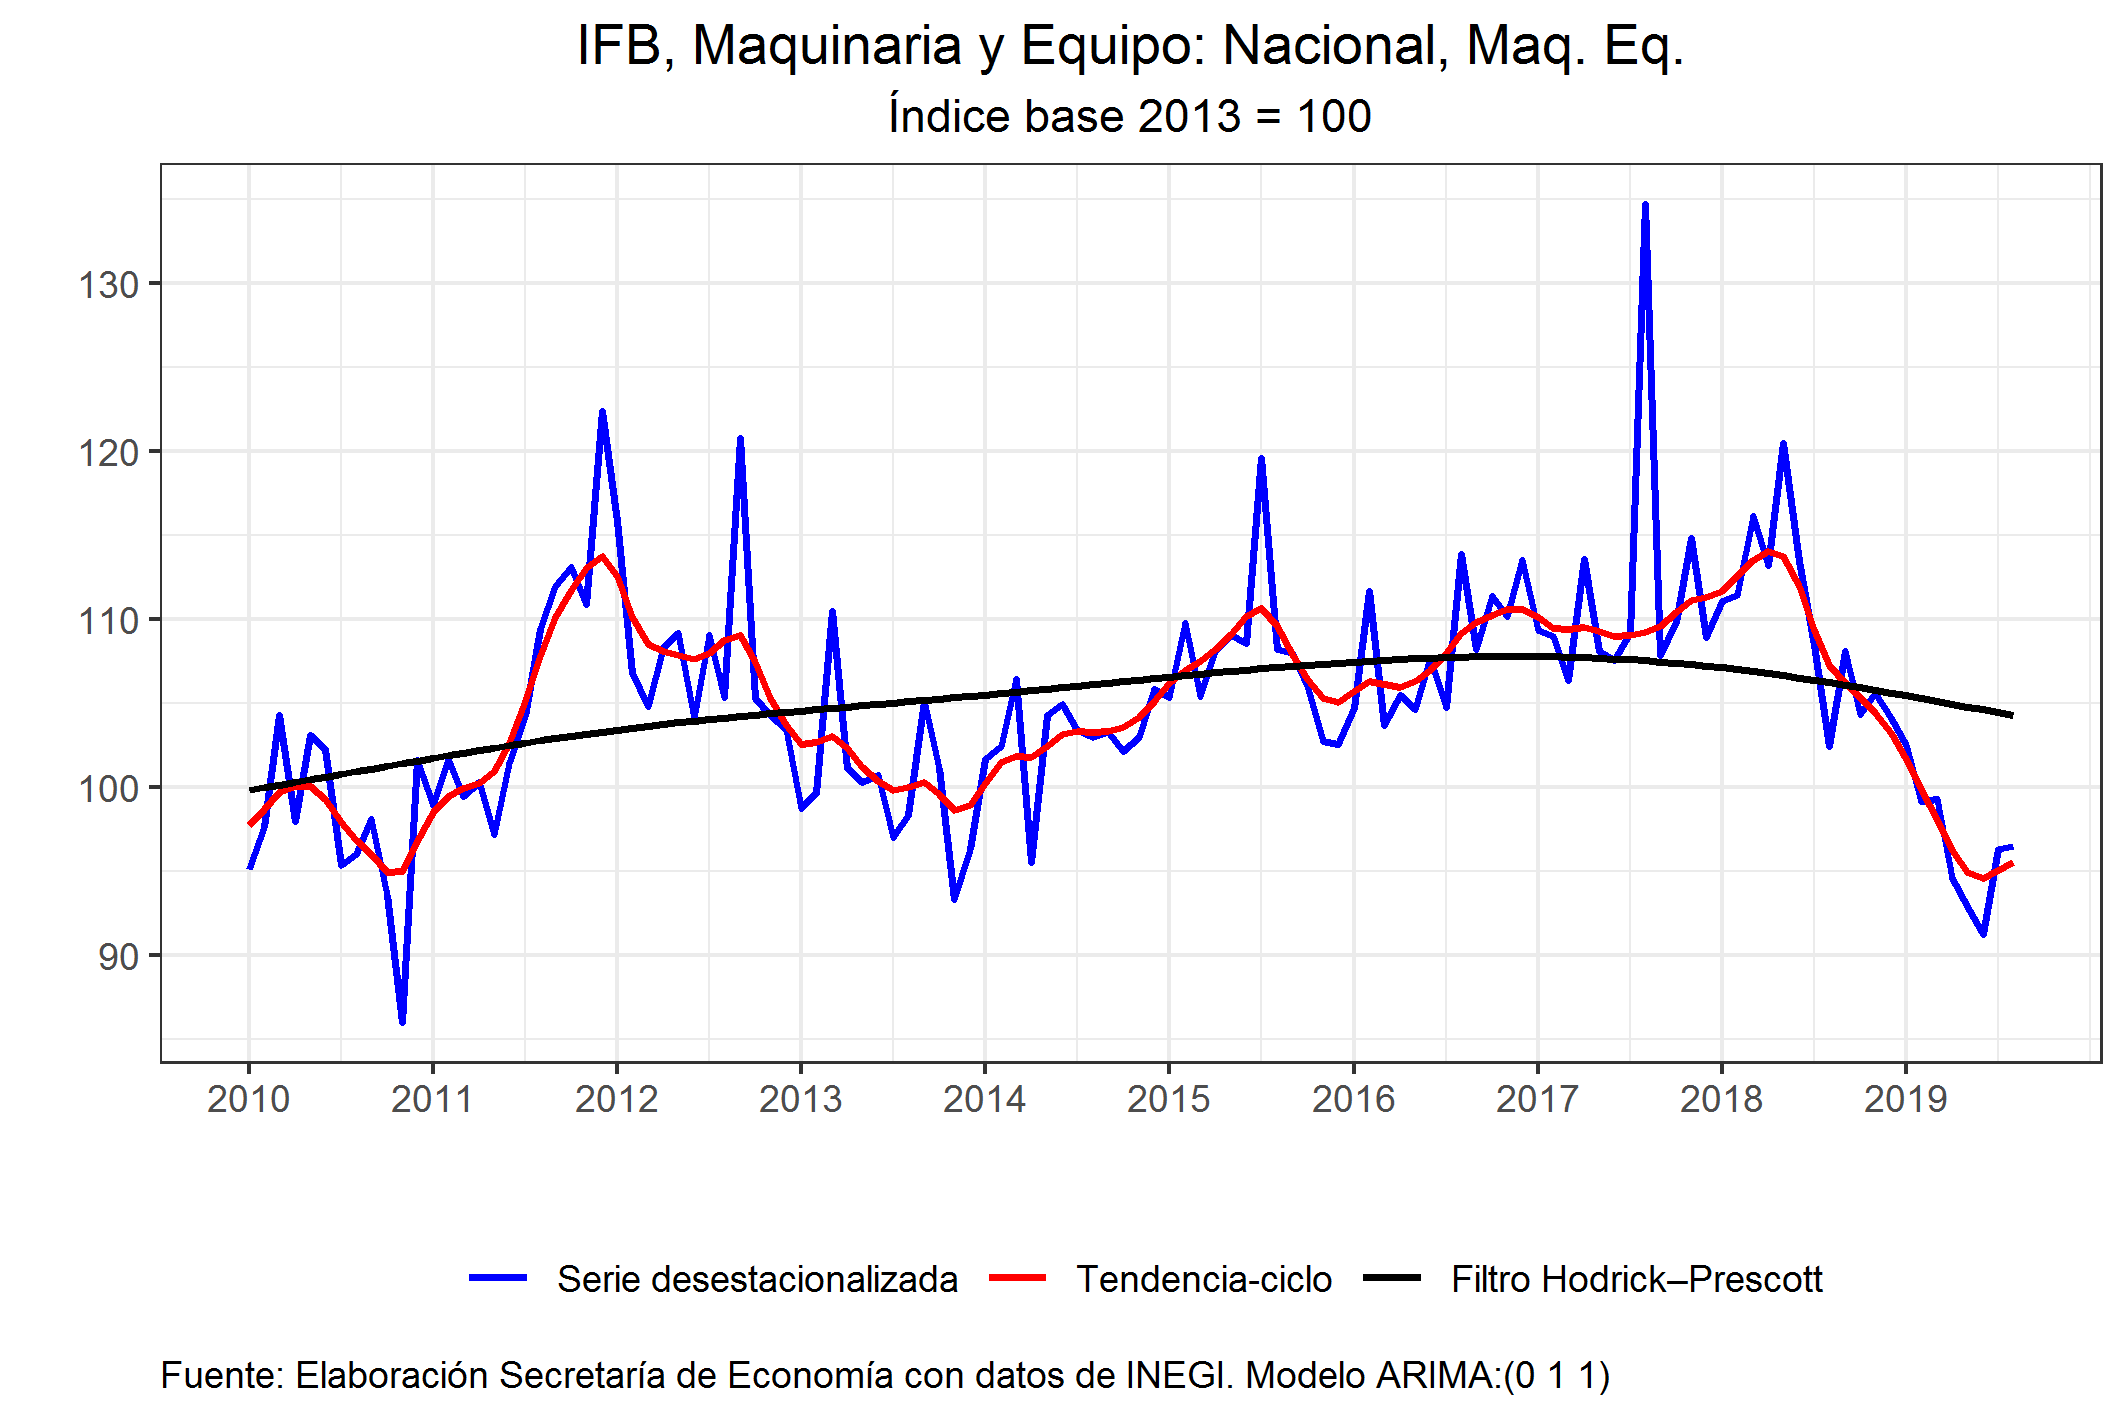 IFB, Maquinaria y Equipo: Nacional, Maq. Eq.
Índice base 2013 = 100
130
120
110
100
90
2010 2011 2012 2013 2014 2015 2016 2017 2018 2019
Serie desestacionalizada Tendencia-ciclo Filtro Hodrick–Prescott
Fuente: Elaboración Secretaría de Economía con datos de INEGI. Modelo ARIMA:(0 1 1)